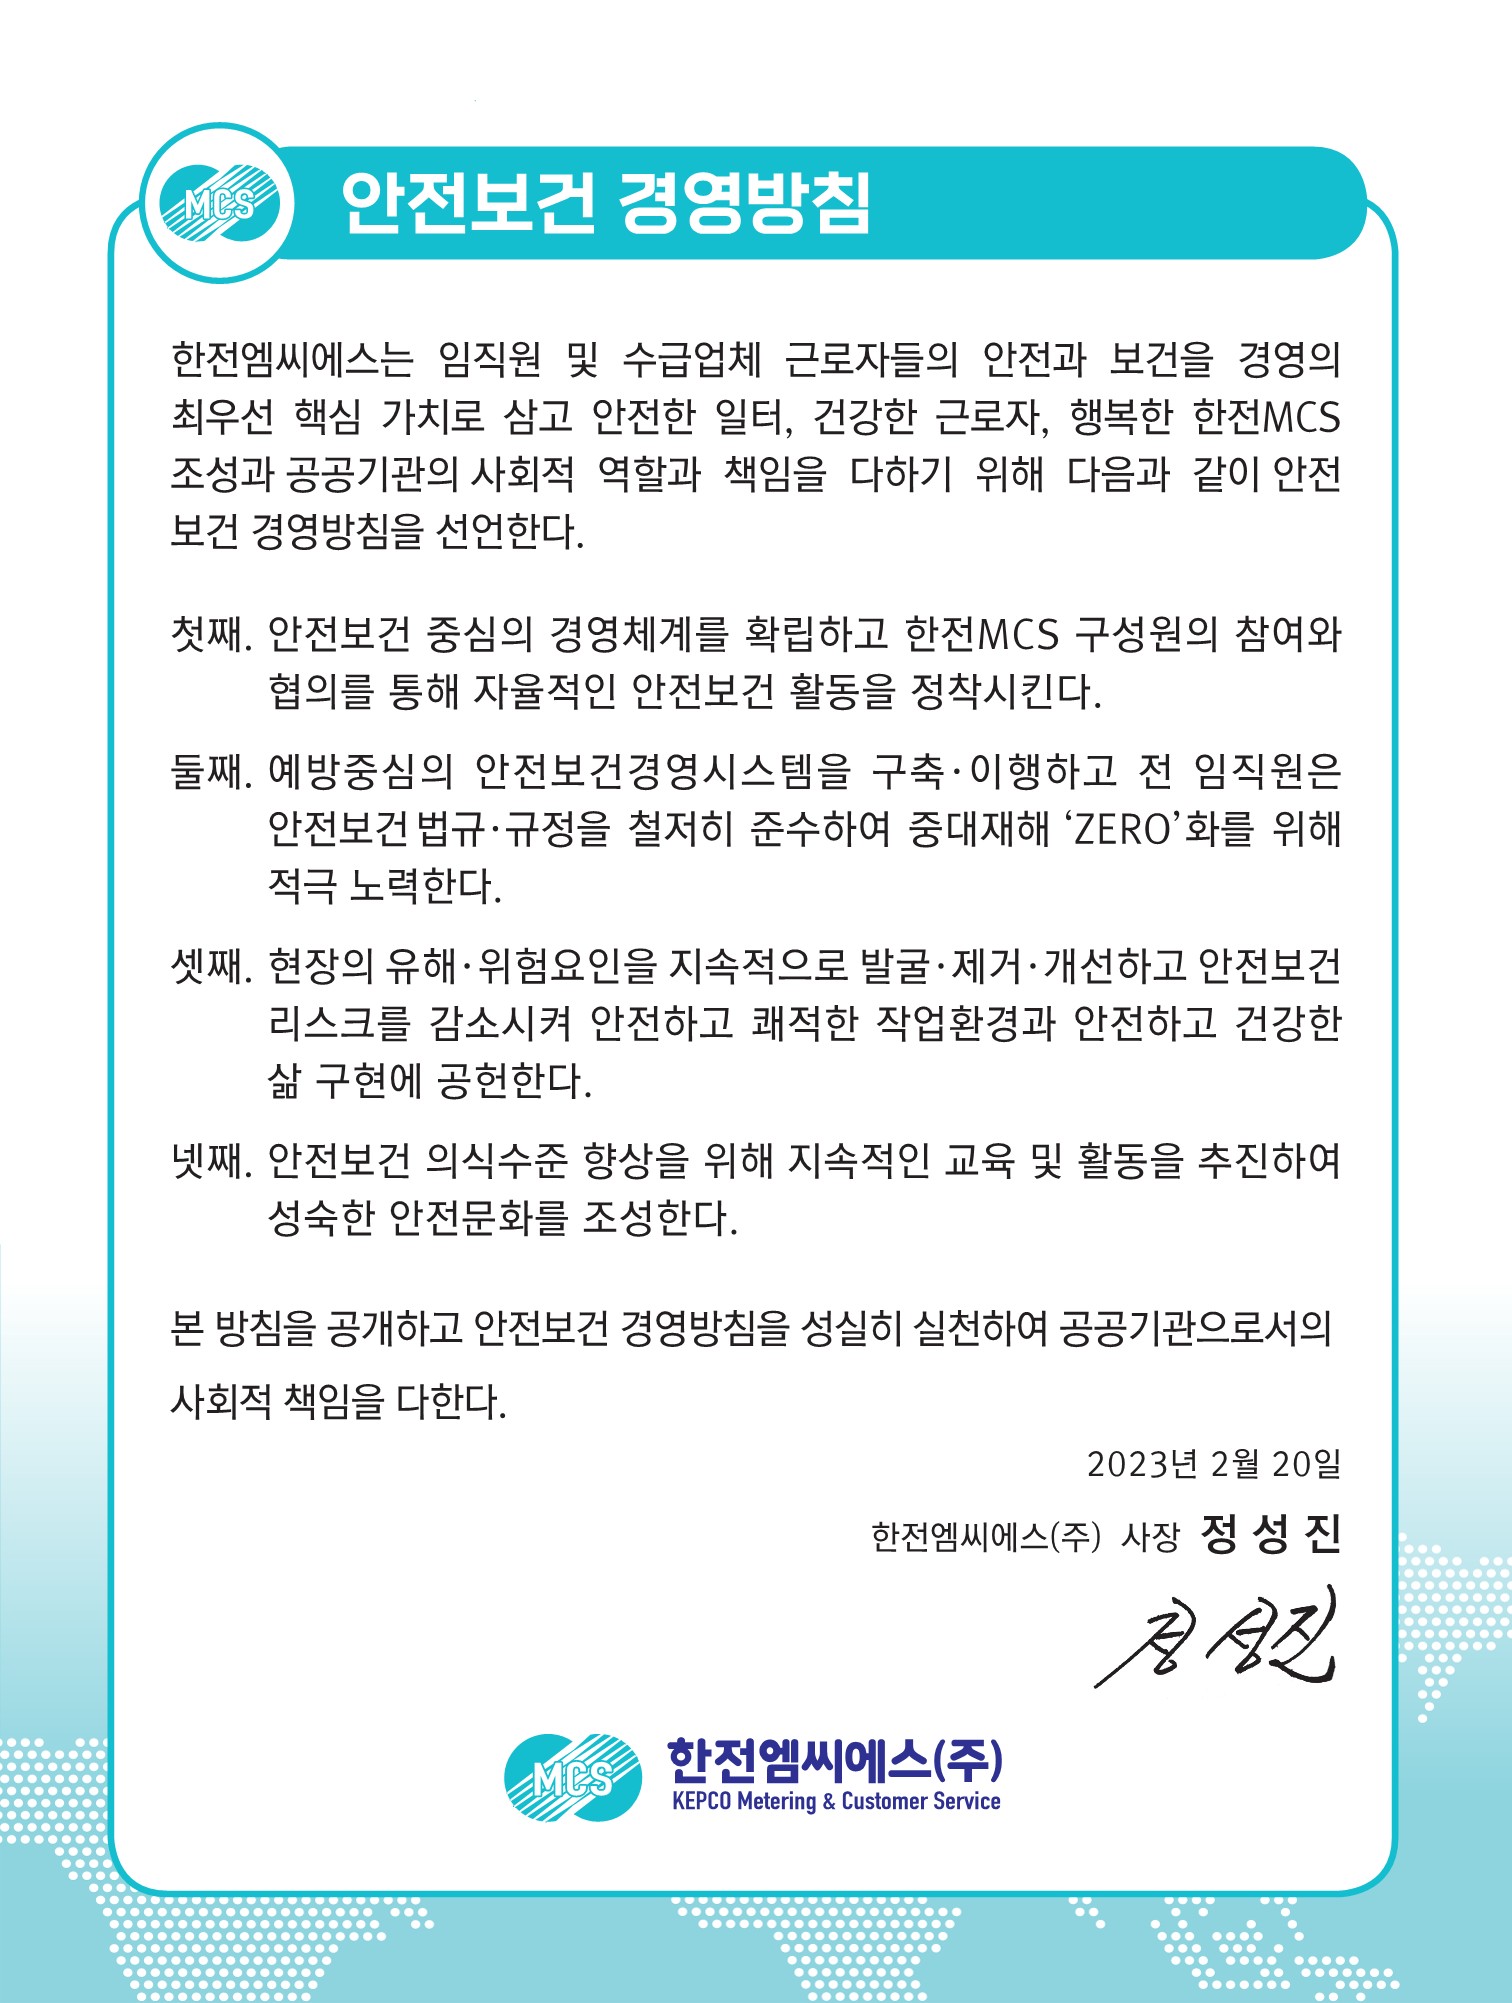 MCS
안전보건 경영방침
한전엠씨에스는 임직원 및 수급업체 근로자들의 안전과 보건을 경영의
최우선 핵심 가치로 삼고 안전한 일터, 건강한 근로자, 행복한 한전MCS
조성과 공공기관의 사회적 역할과 책임을 다하기 위해 다음과 같이 안전
보건 경영방침을 선언한다.
첫째. 안전보건 중심의 경영체계를 확립하고 한전MCS 구성원의 참여와
협의를 통해 자율적인 안전보건 활동을 정착시킨다.
둘째. 예방중심의 안전보건경영시스템을 구축·이행하고 전 임직원은
안전보건 법규·규정을 철저히 준수하여 중대재해 ‘ZERO’화를 위해
적극 노력한다.
셋째. 현장의 유해·위험요인을 지속적으로 발굴·제거·개선하고 안전보건
리스크를 감소시켜 안전하고 쾌적한 작업환경과 안전하고 건강한
삶 구현에 공헌한다.
넷째. 안전보건 의식수준 향상을 위해 지속적인 교육 및 활동을 추진하여
성숙한 안전문화를 조성한다.
본 방침을 공개하고 안전보건 경영방침을 성실히 실천하여 공공기관으로서의
사회적 책임을 다한다.
2023년 2월 20일
한전엠씨에스(주) 사장 정 성 진
정성진
MCS
한전엠씨에스(주)
KEPCO Metering & Customer Service